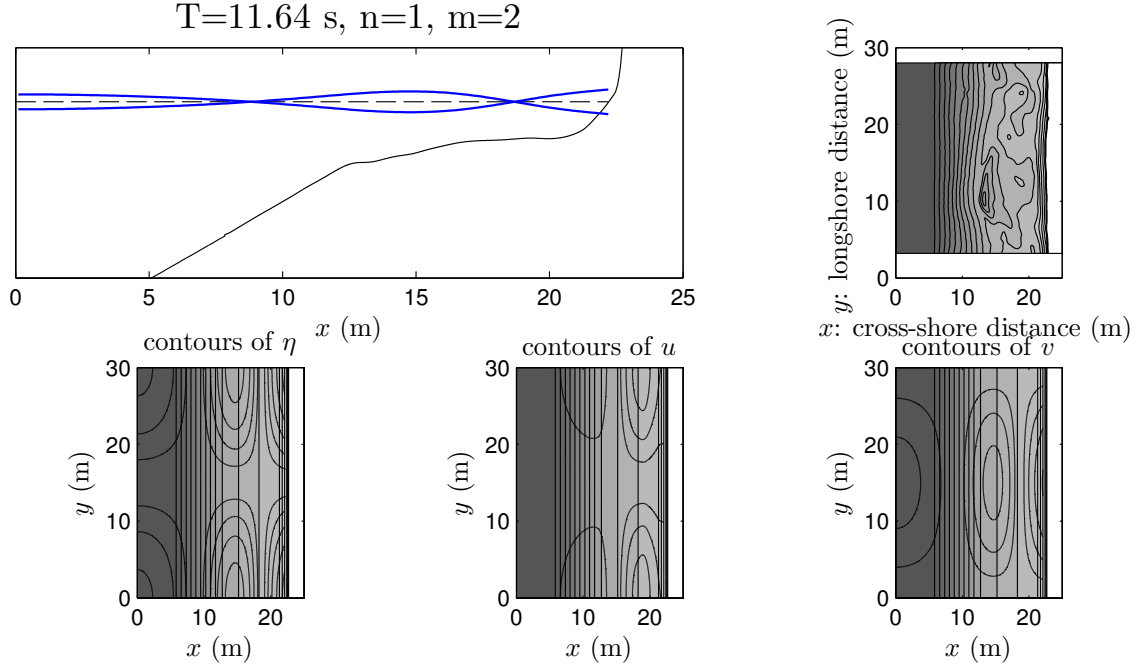 T=11.64 s, n=1, m=2
0 5 10 15 20 25
x (m)
y: longshore distance (m)
30
20
10
0
0 10 20
x: cross-shore distance (m)
contours of η
30
20
10
0
y (m)
0 10 20
x (m)
contours of u
30
20
10
0
y (m)
0 10 20
x (m)
contours of v
30
20
10
0
y (m)
0 10 20
x (m)